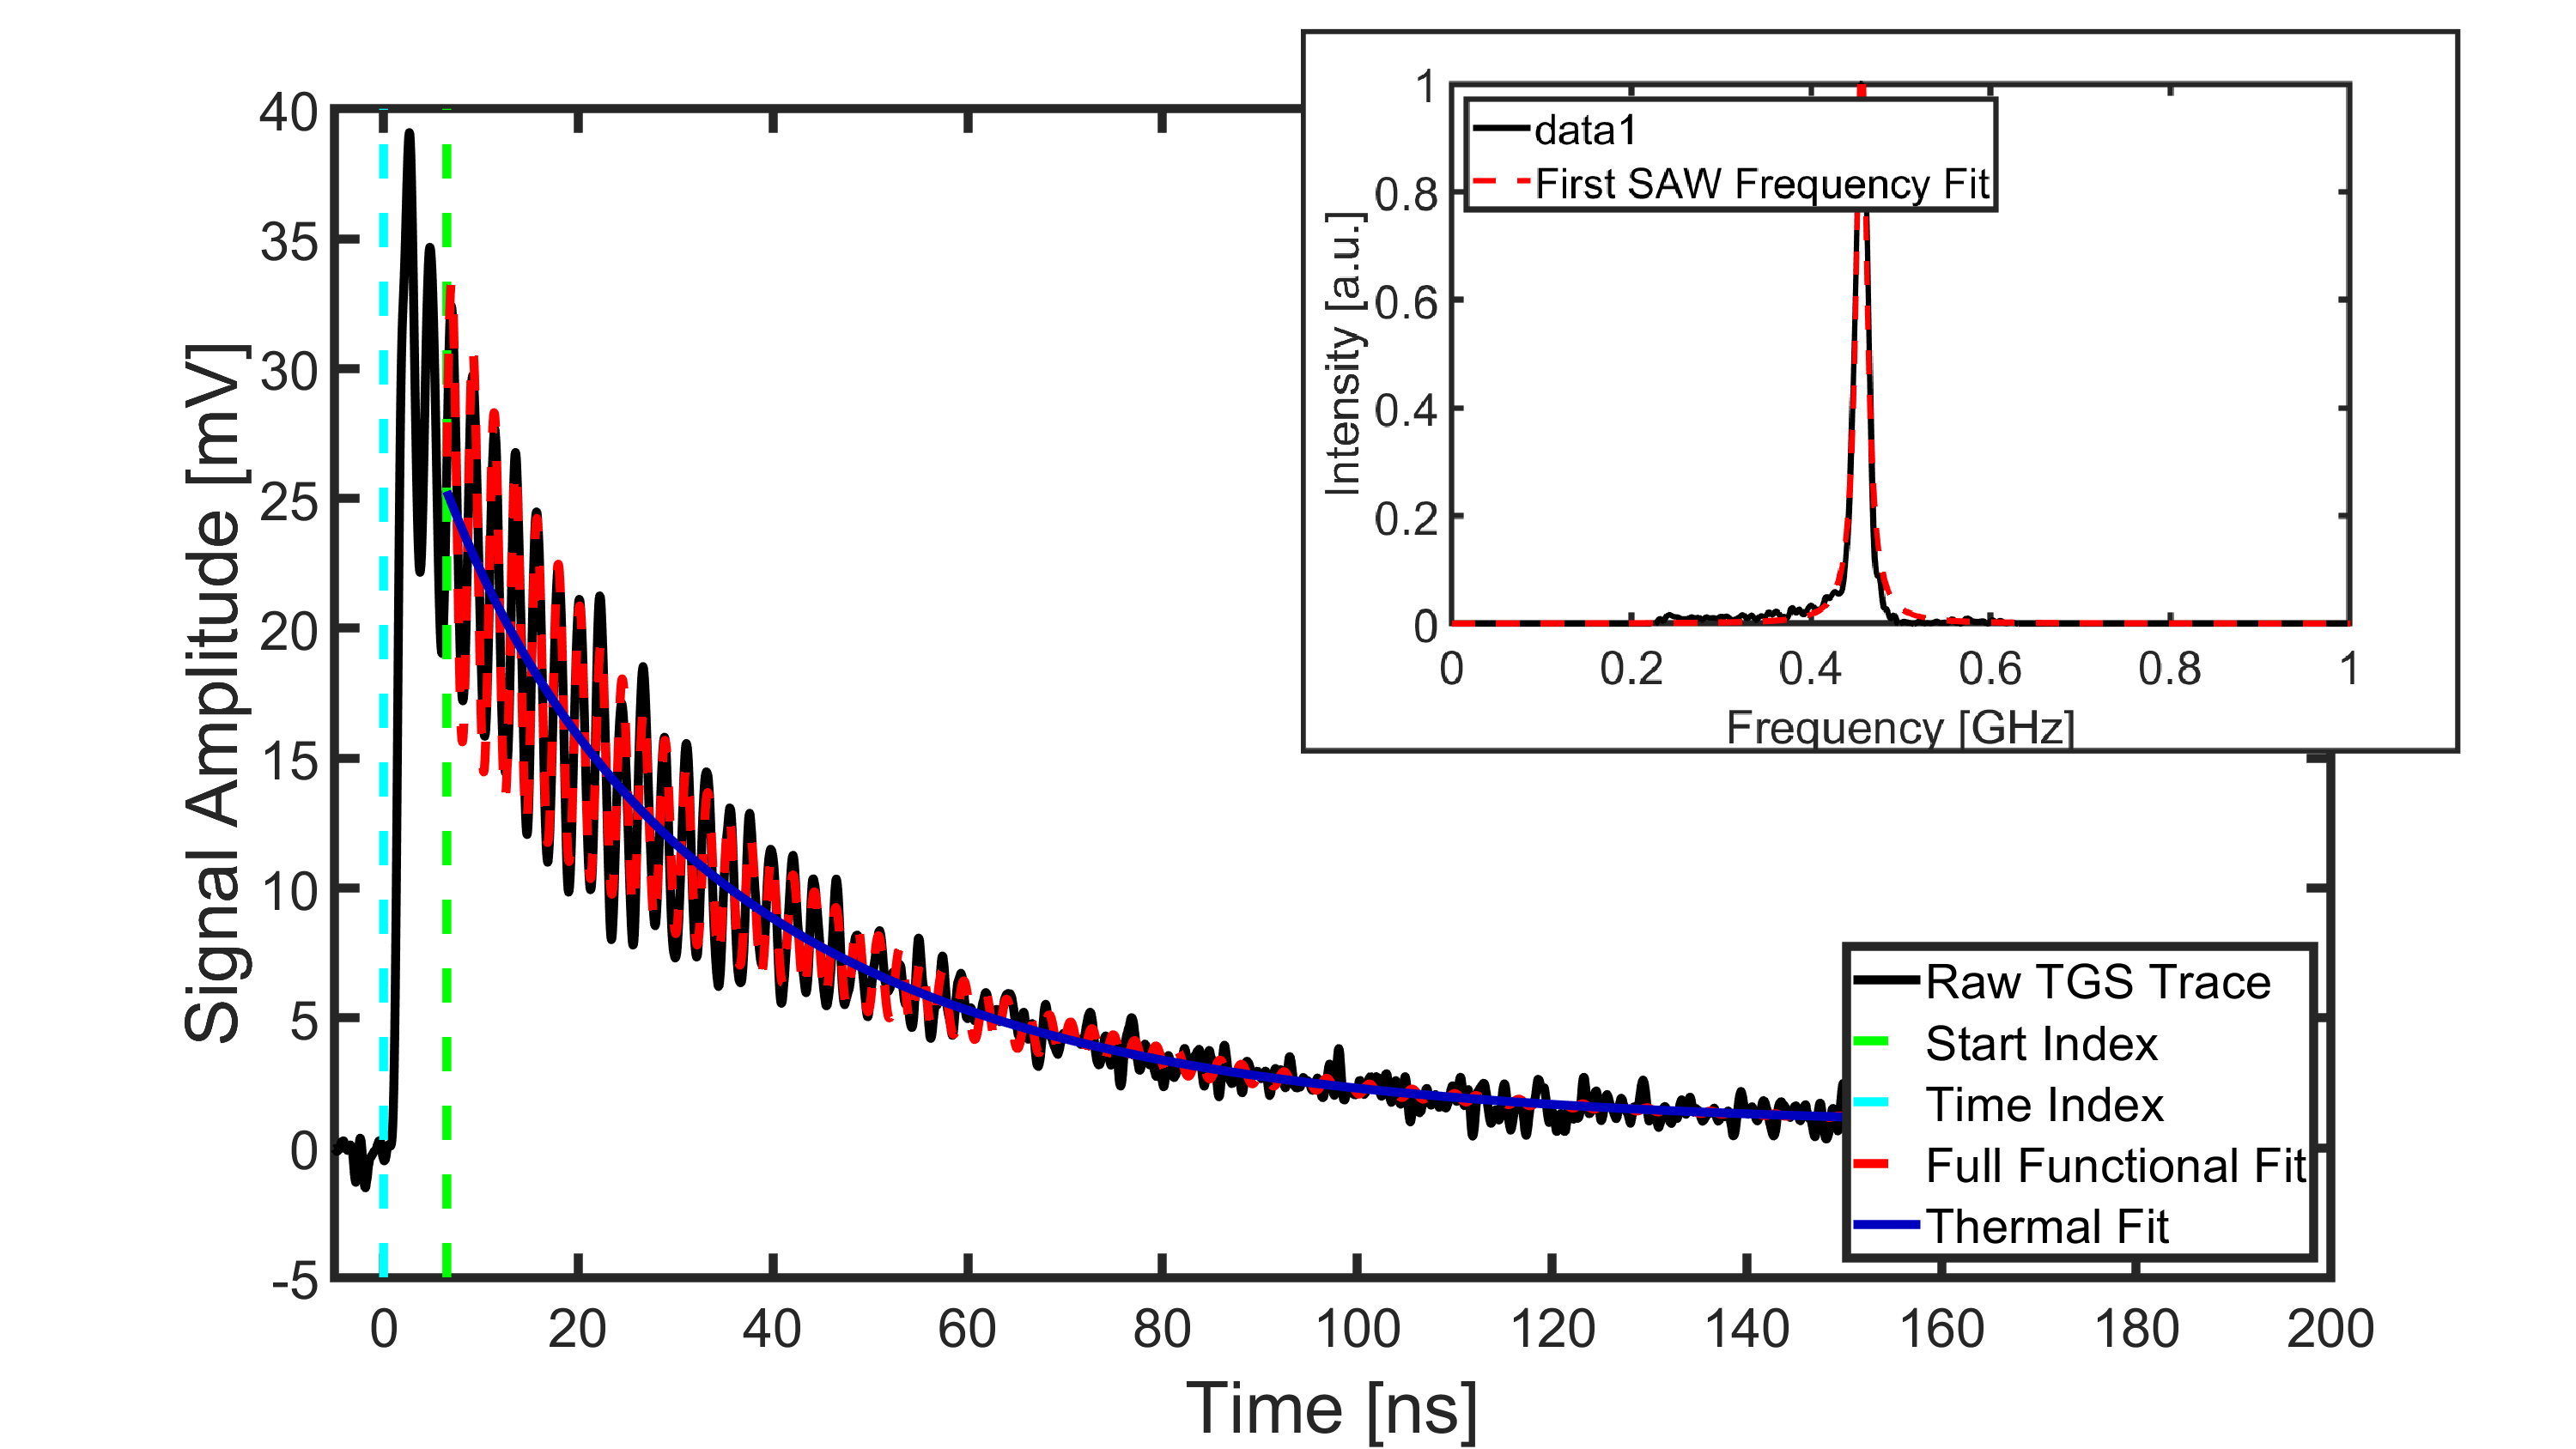 40
35
30
25
20
15
10
5
0
-5
Signal Amplitude [mV]
0 20 40 60 80 100 120 140 160 180 200
Time [ns]
1
0.8
0.6
0.4
0.2
0
Intensity [a.u.]
data1
First SAW Frequency Fit
0 0.2 0.4 0.6 0.8 1
Frequency [GHz]
Raw TGS Trace
Start Index
Time Index
Full Functional Fit
Thermal Fit